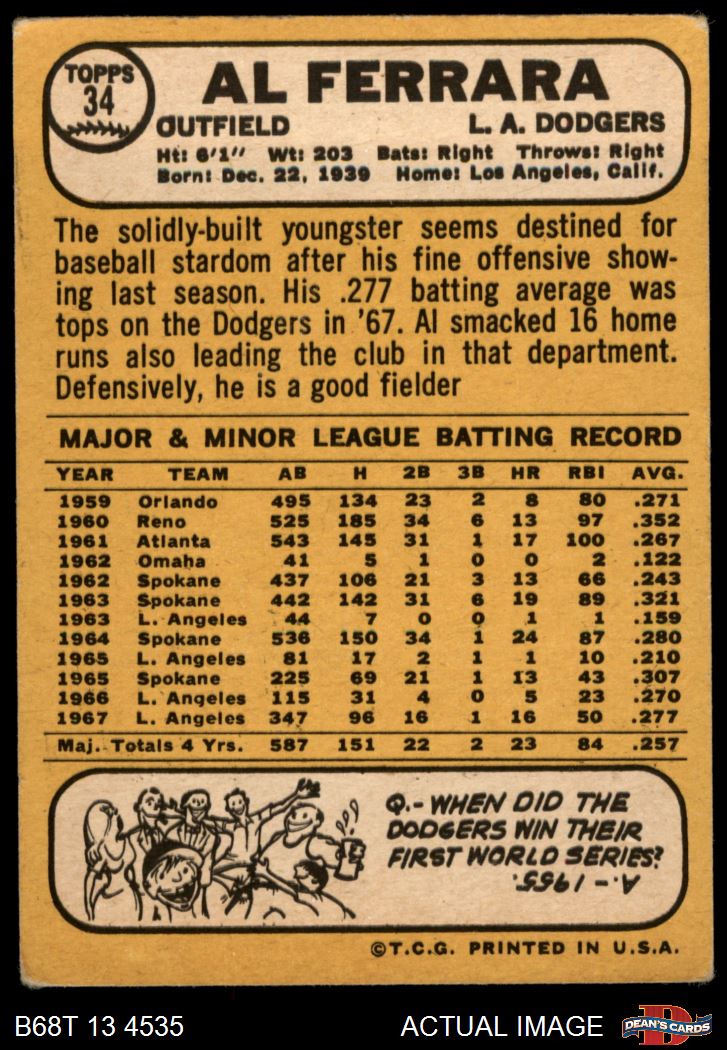 TOPPS
34
AL FERRARA
OUTFIELD L. A. DODGERS
Ht: 6'1" Wt: 203 Bats: Right Throws: Right
Born: Dec. 22, 1939 Home: Los Angeles, Calif.
The solidly-built youngster seems destined for
baseball stardom after his fine offensive show-
ing last season. His .277 batting average was
tops on the Dodgers in '67. Al smacked 16 home
runs also leading the club in that department.
Defensively, he is a good fielder
MAJOR & MINOR LEAGUE BATTING RECORD
YEAR TEAM AB H 2B 3B HR RBI AVG.
1959 Orlando 495 134 23 2 8 80 .271
1960 Reno 525 185 34 6 13 97 .352
1961 Atlanta 543 145 31 1 17 100 .267
1962 Omaha 41 5 1 0 0 2 .122
1962 Spokane 437 106 21 3 13 66 .243
1963 Spokane 442 142 31 6 19 89 .321
1963 L. Angeles 44 7 0 0 1 1 .159
1964 Spokane 536 150 34 1 24 87 .280
1965 L. Angeles 81 17 2 1 1 10 .210
1965 Spokane 225 69 21 1 13 43 .307
1966 L. Angeles 115 31 4 0 5 23 .270
1967 L. Angeles 347 96 16 1 16 50 .277
Maj. Totals 4 Yrs. 587 151 22 2 23 84 .257
Q.- WHEN DID THE
DODGERS WIN THEIR
FIRST WORLD SERIES?
A.- 1955.
©T.C.G. PRINTED IN U.S.A.
B68T 13 4535 ACTUAL IMAGE
D
DEAN'S CARDS